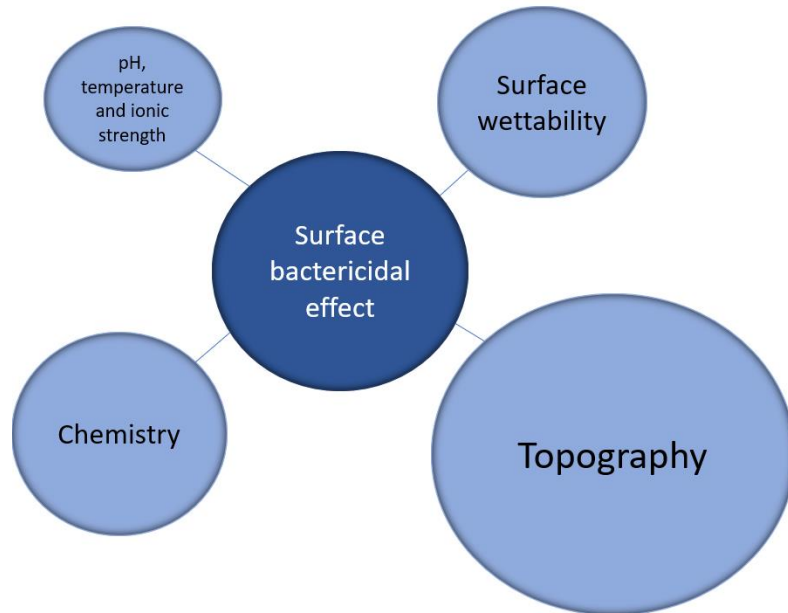 pH,
temperature
and ionic
strength
Surface
wettability
Surface
bactericidal
effect
Chemistry
Topography